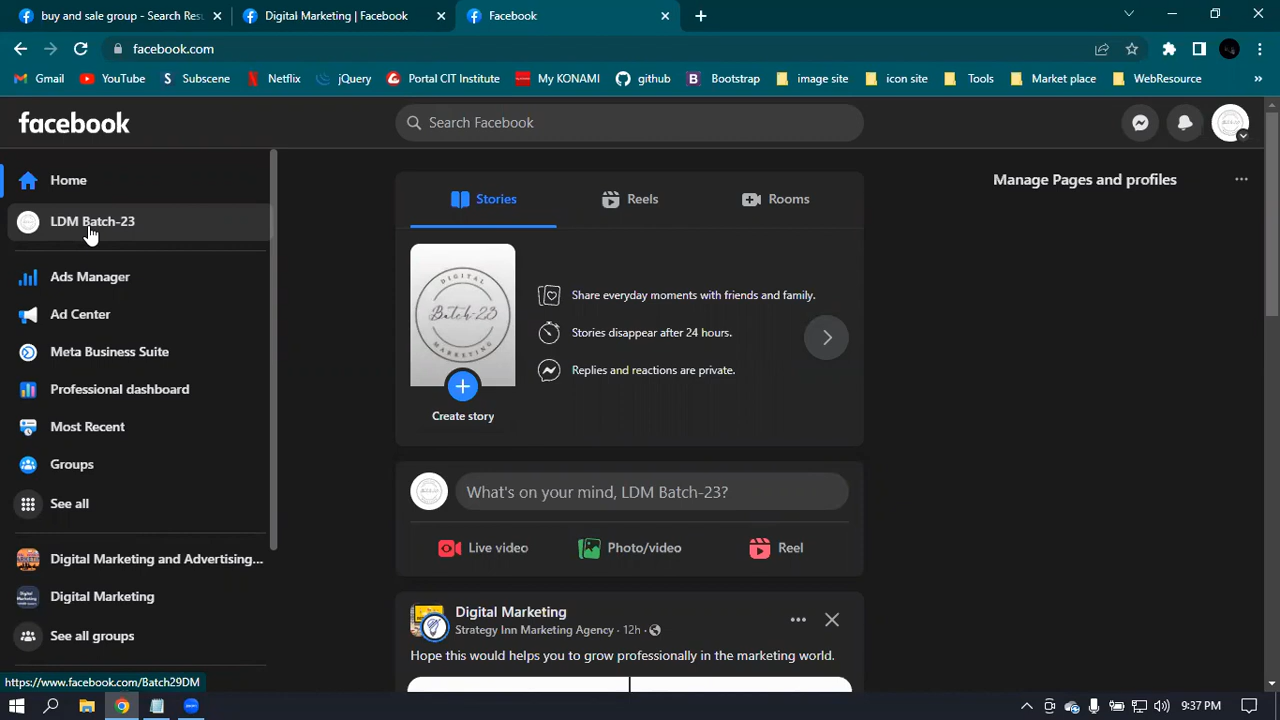 buy and sale group - Search Resu
Digital Marketing | Facebook
Facebook
facebook.com
Gmail
YouTube
Subscene
Netflix
jQuery
Portal CIT Institute
My KONAMI
github
Bootstrap
image site
icon site
Tools
Market place
WebResource
facebook
Search Facebook
Home
LDM Batch-23
Ads Manager
Ad Center
Meta Business Suite
Professional dashboard
Most Recent
Groups
See all
Digital Marketing and Advertising...
Digital Marketing
See all groups
https://www.facebook.com/Batch29DM
Stories
Reels
Rooms
DIGITAL
Batch-23
MARKETING
Create story
Share everyday moments with friends and family.
Stories disappear after 24 hours.
Replies and reactions are private.
What's on your mind, LDM Batch-23?
Live video
Photo/video
Reel
Digital Marketing
Strategy Inn Marketing Agency · 12h ·
Hope this would helps you to grow professionally in the marketing world.
Manage Pages and profiles
9:37 PM